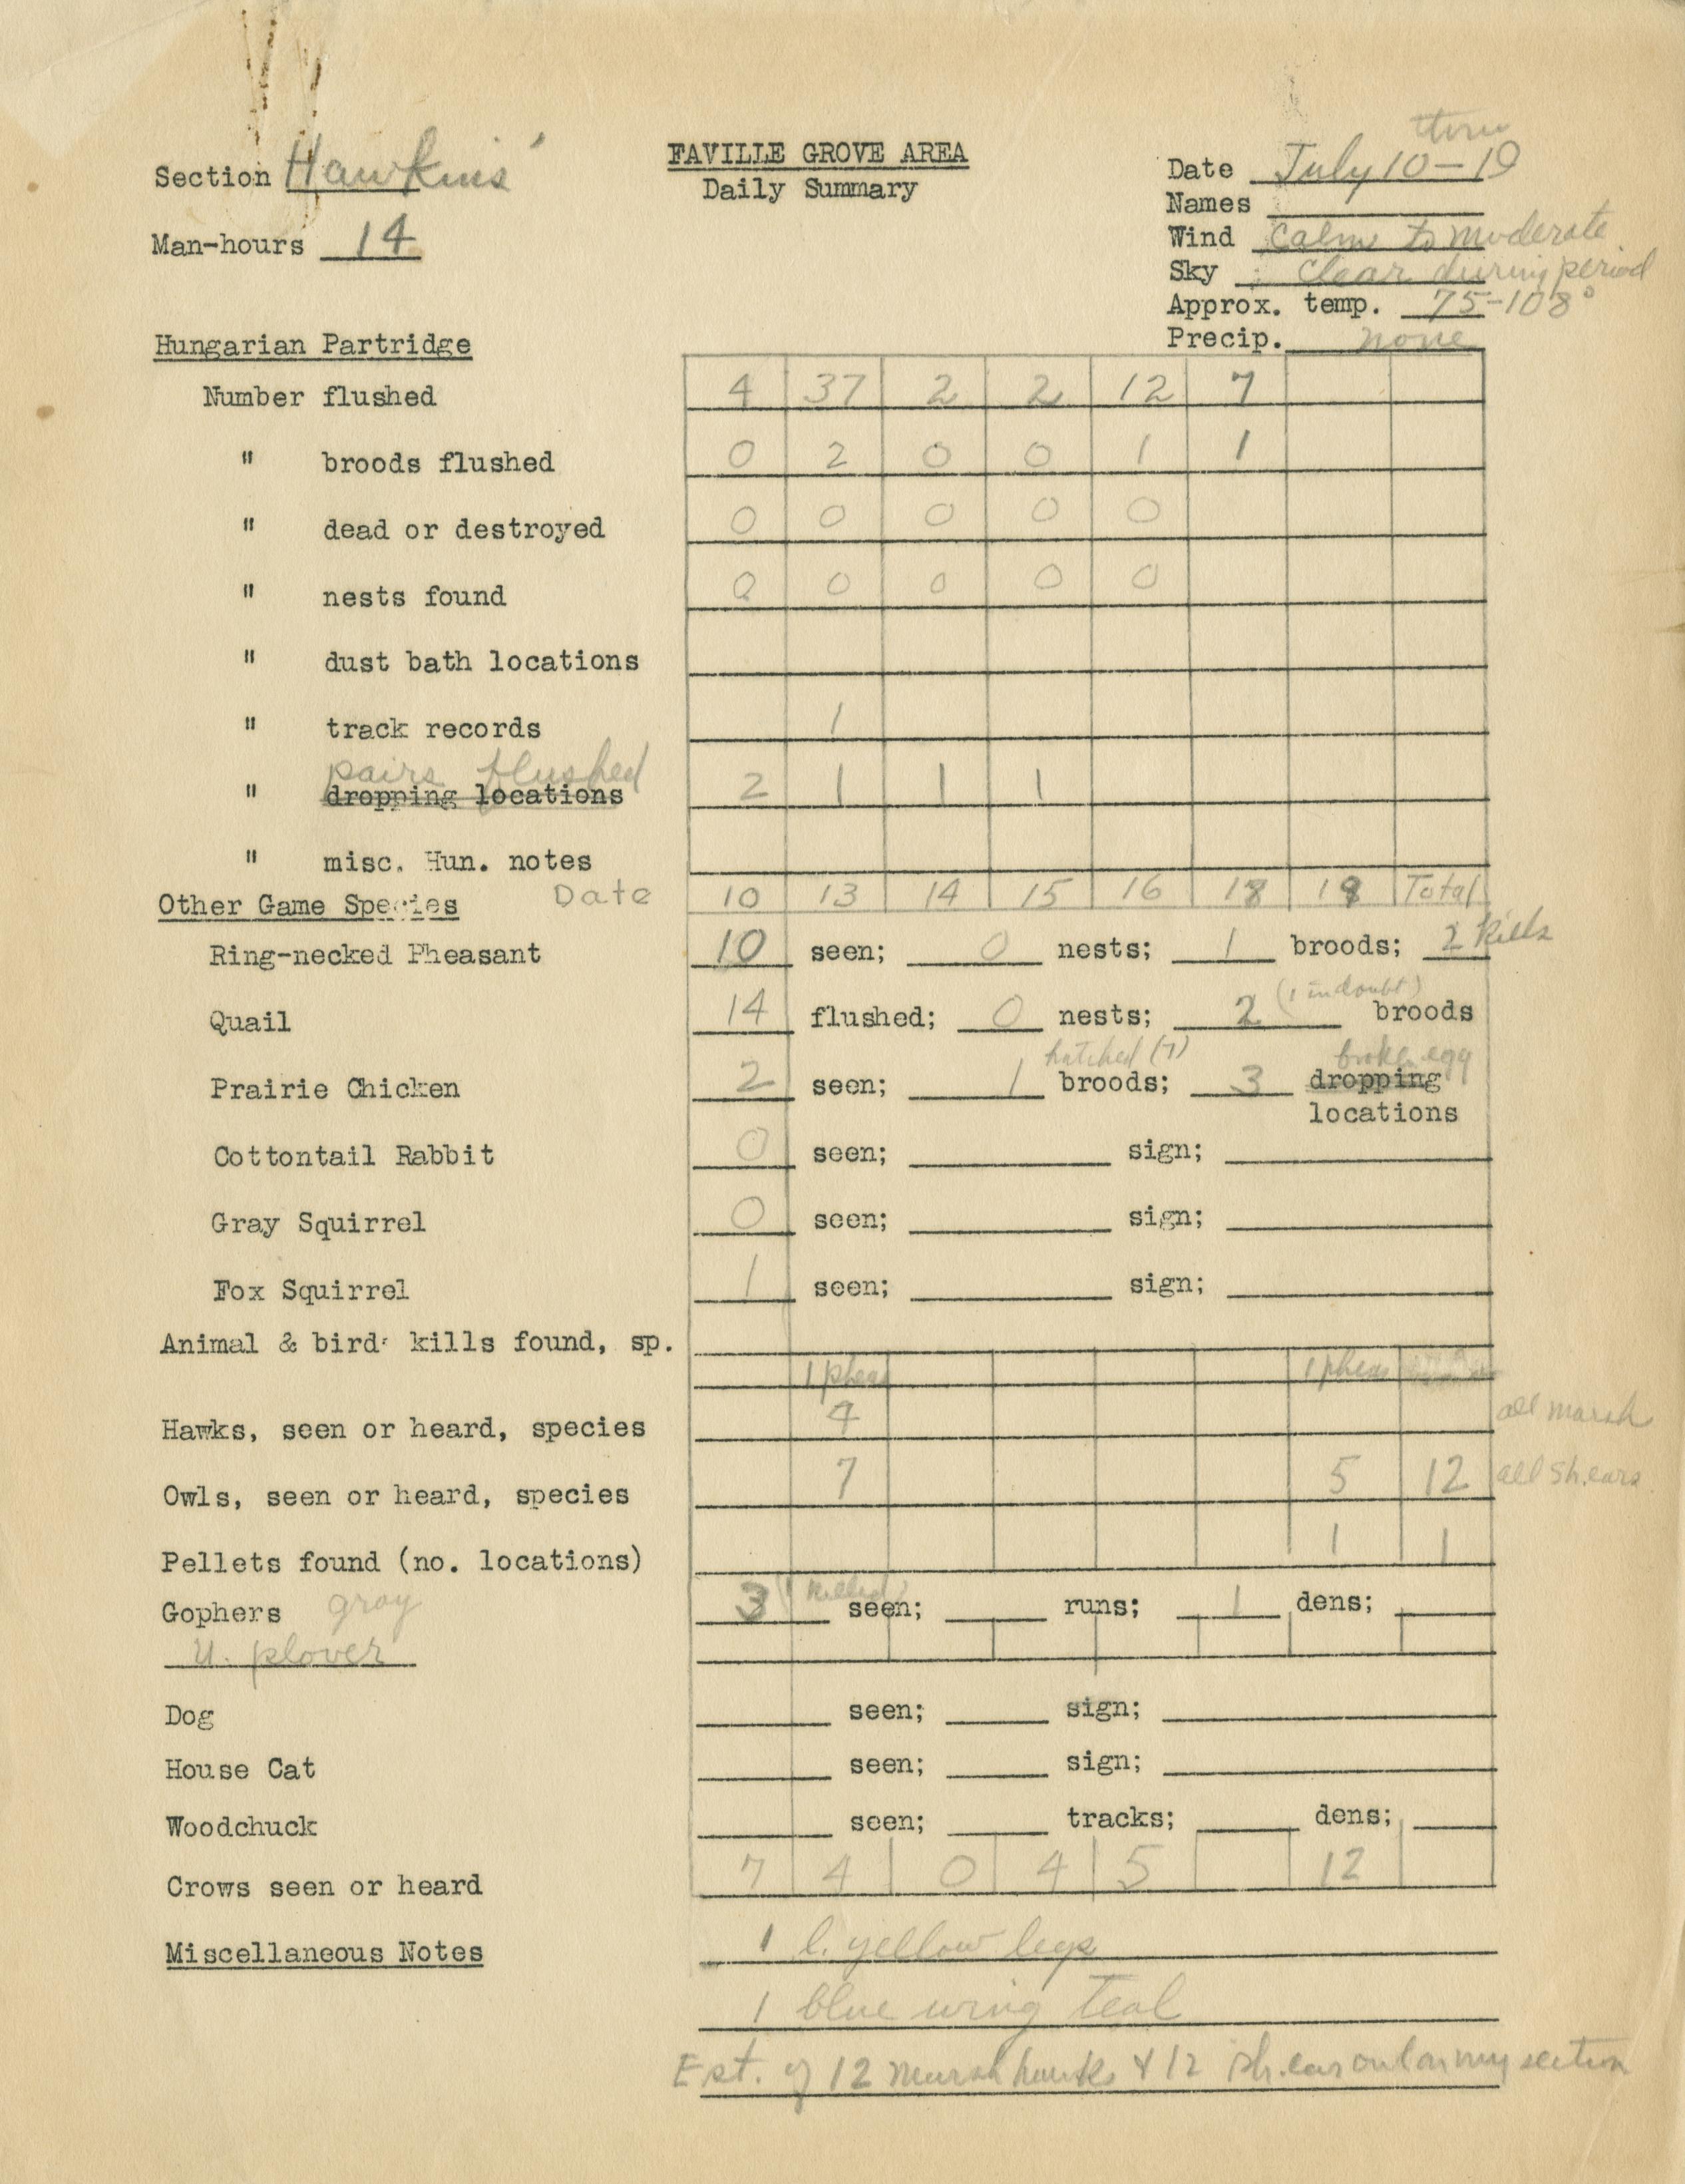 thru
Section Hawkins' FAVILLE GROVE AREA Date July 10-19
Daily Summary Names
Man-hours 14 Wind Calm to moderate
Sky clear during period
Approx. temp. 75-108°
Precip. none
Hungarian Partridge
Number flushed 4 37 2 2 12 7
" broods flushed 0 2 0 0 1 1
" dead or destroyed 0 0 0 0 0
" nests found 0 0 0 0 0
" dust bath locations
" track records 1
pairs flushed
" dropping locations 2 1 1 1
" misc. Hun. notes
Other Game Species Date 10 13 14 15 16 18 19 Total
Ring-necked Pheasant 10 seen; 0 nests; 1 broods; 2 kills
(1 in doubt)
Quail 14 flushed; 0 nests; 2 broods
hatched (7) broke egg
Prairie Chicken 2 seen; 1 broods; 3 dropping
locations
Cottontail Rabbit 0 seen; sign;
Gray Squirrel 0 seen; sign;
Fox Squirrel 1 seen; sign;
Animal & bird kills found, sp.
1 pheas 1 pheas
Hawks, seen or heard, species 4 all marsh
Owls, seen or heard, species 7 5 12 all sh. ears
Pellets found (no. locations) 1 1
Gophers gray 3 (1 killed) seen; runs; 1 dens;
U. plover
Dog seen; sign;
House Cat seen; sign;
Woodchuck seen; tracks; dens;
Crows seen or heard 7 4 0 4 5 12
Miscellaneous Notes 1 l. yellow legs
1 blue wing teal
Est. of 12 marsh hawks & 12 sh. ear owl on my section